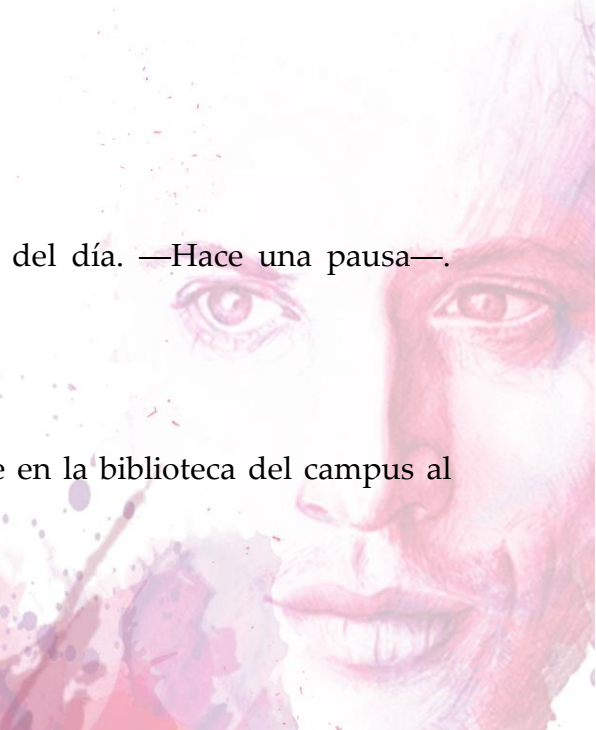 del día. —Hace una pausa—.
en la biblioteca del campus al